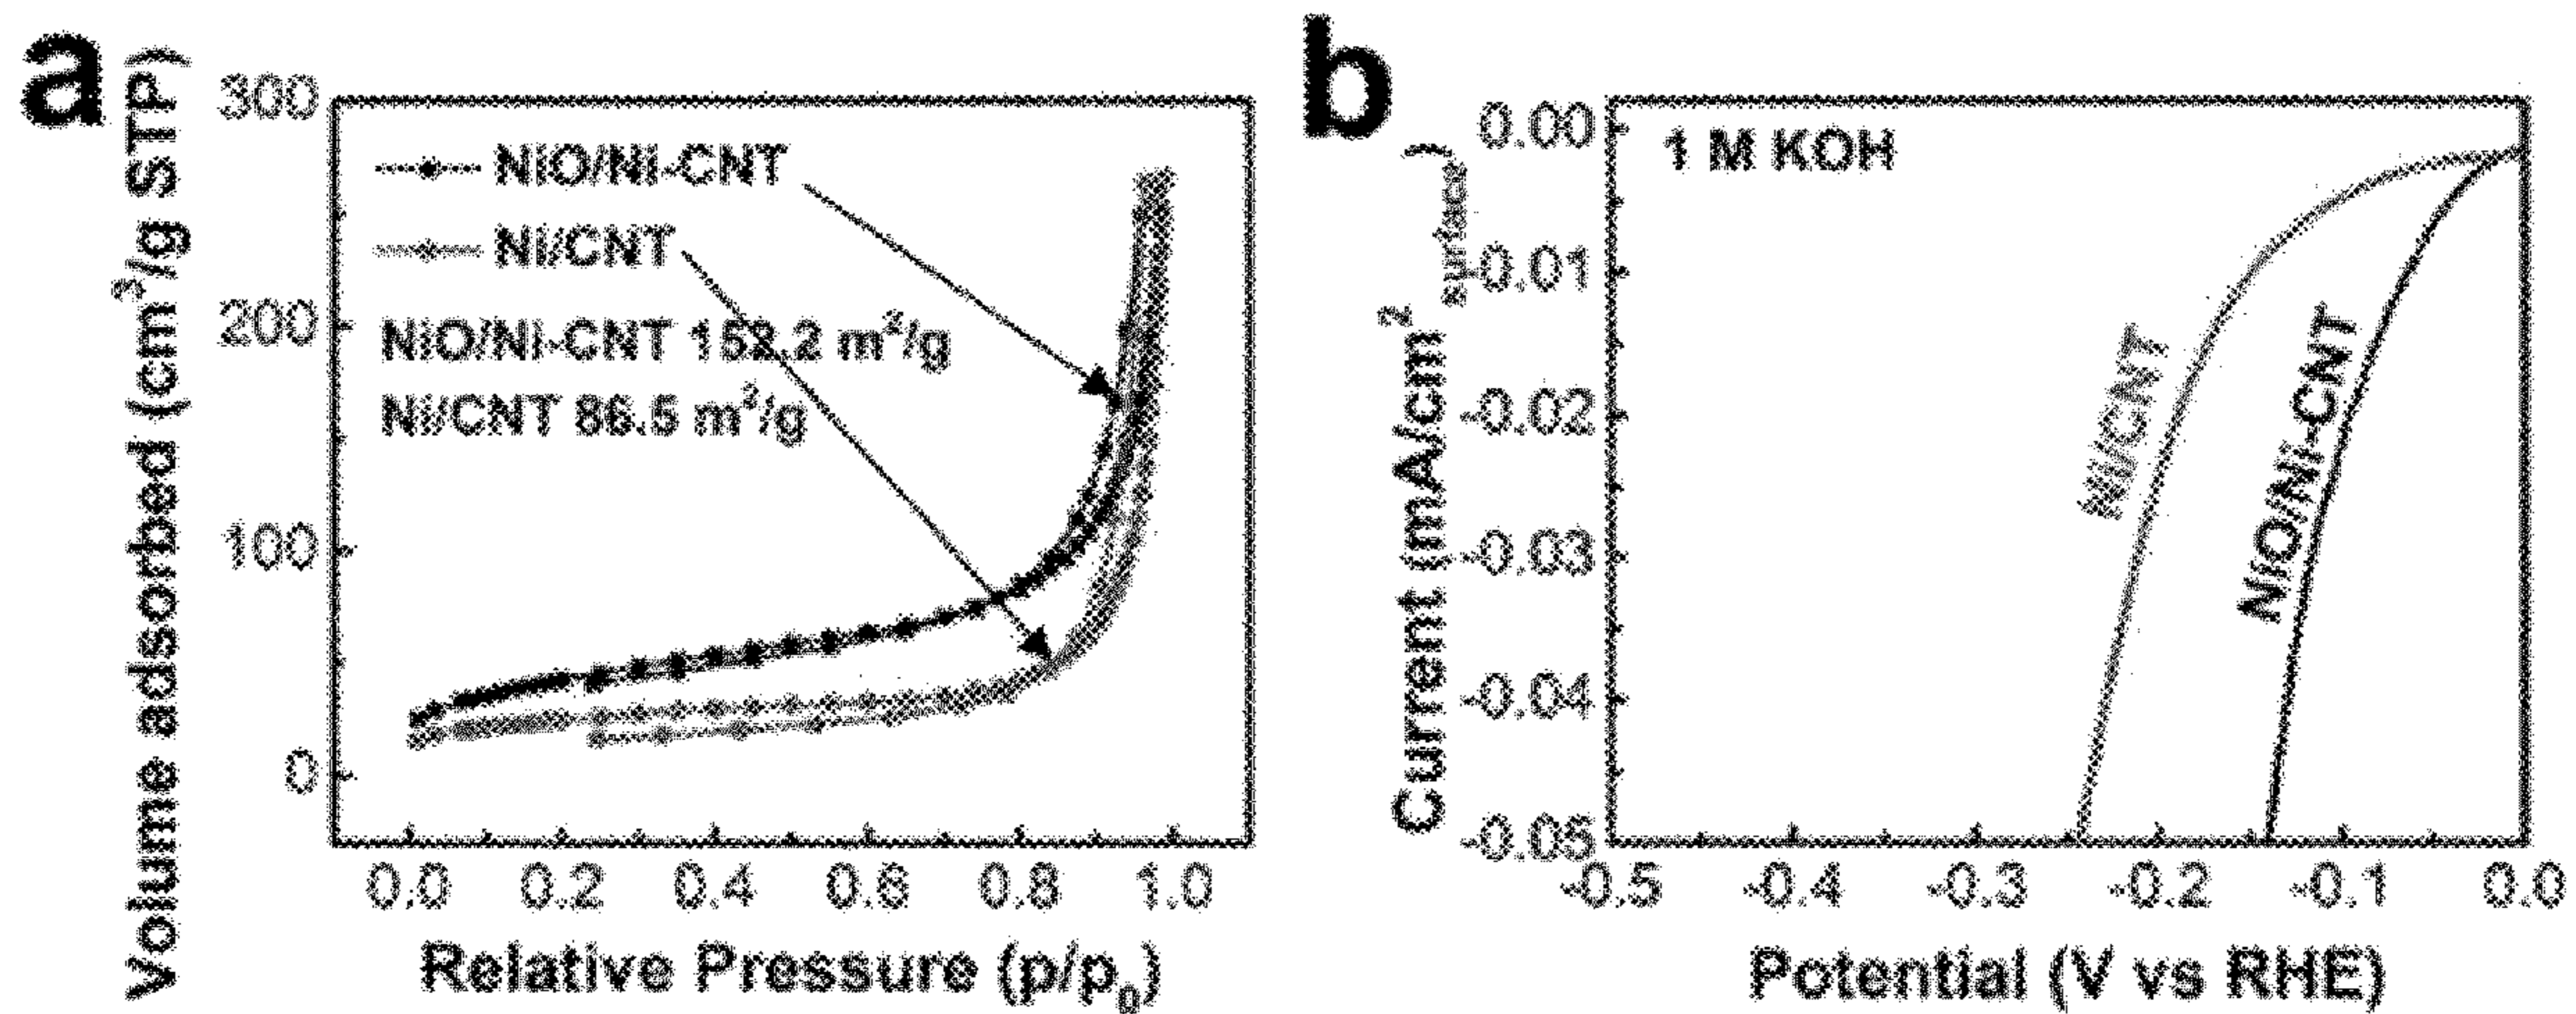 a
Volume adsorbed (cm³/g STP)
300
200
100
0
NiO/Ni-CNT
Ni/CNT
NiO/Ni-CNT 152.2 m²/g
Ni/CNT 86.5 m²/g
0.0 0.2 0.4 0.6 0.8 1.0
Relative Pressure (p/p₀)
b
Current (mA/cm² surface)
0.00
-0.01
-0.02
-0.03
-0.04
-0.05
1 M KOH
Ni/CNT
NiO/Ni-CNT
-0.5 -0.4 -0.3 -0.2 -0.1 0.0
Potential (V vs RHE)